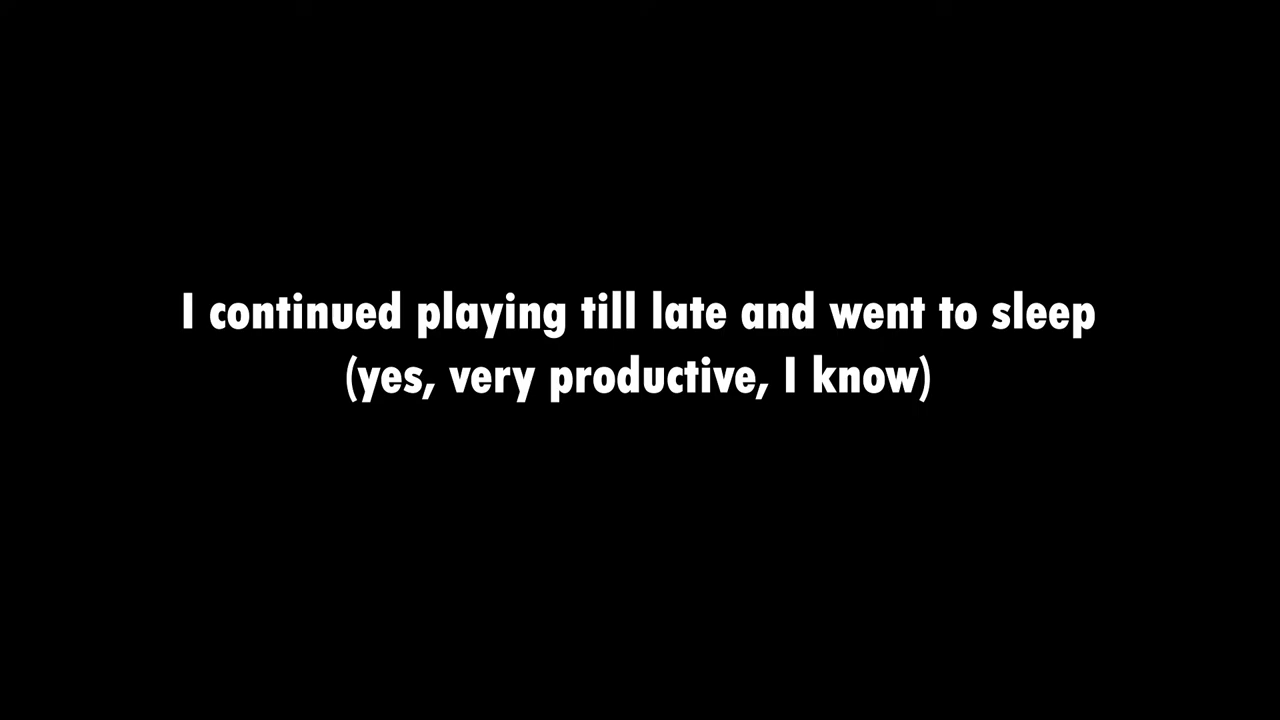 I continued playing till late and went to sleep
(yes, very productive, I know)